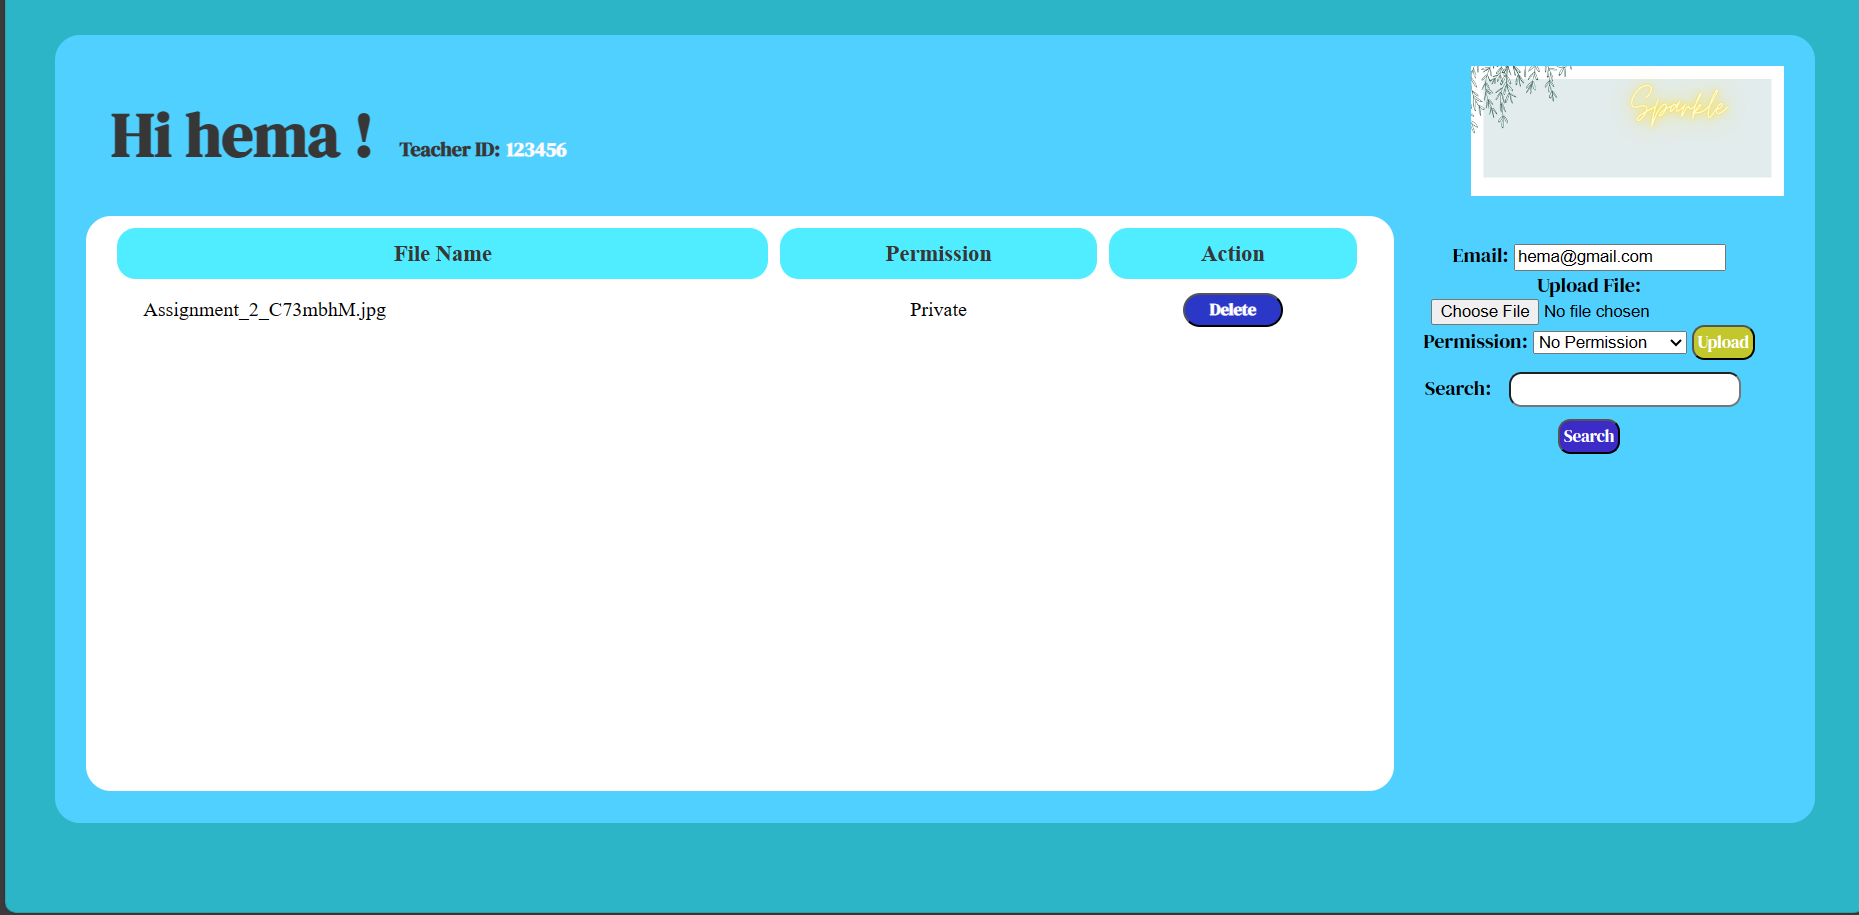 Hi hema ! Teacher ID: 123456
Sparkle
File Name Permission Action
Assignment_2_C73mbhM.jpg Private Delete
Email: hema@gmail.com
Upload File:
Choose File No file chosen
Permission: No Permission Upload
Search:
Search